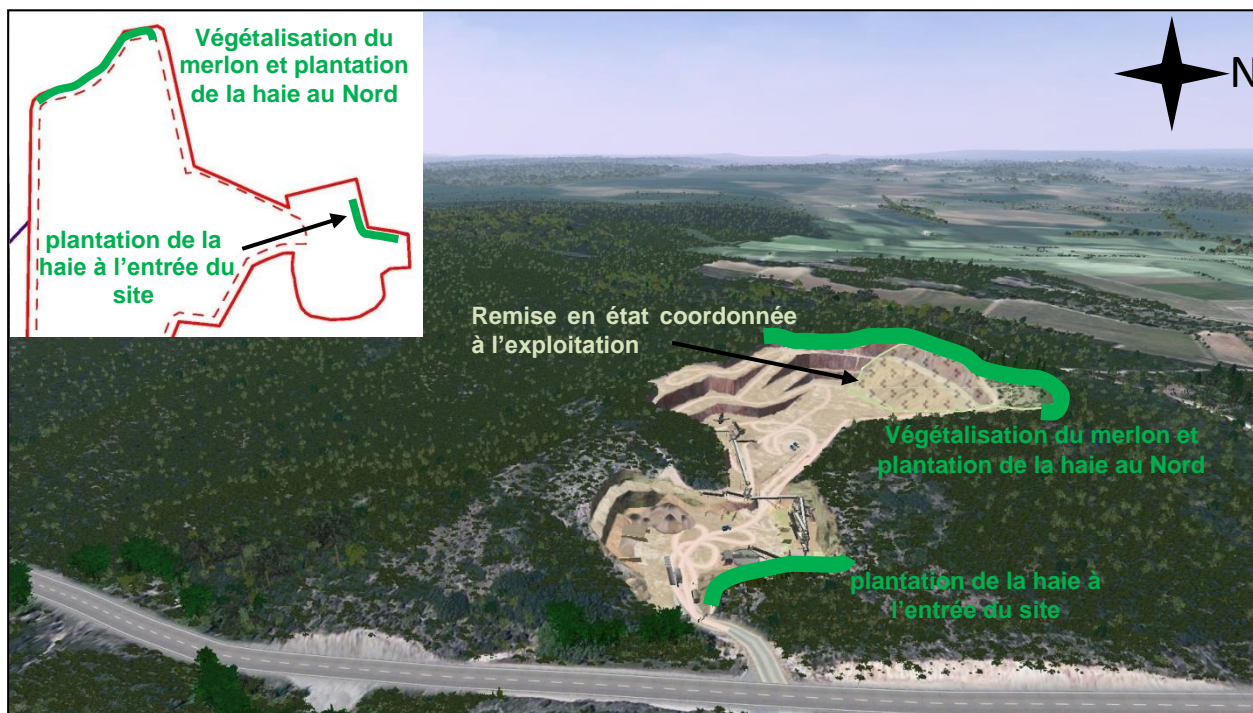 Végétalisation du
merlon et plantation
de la haie au Nord
plantation de la
haie à l'entrée du
site
N
Remise en état coordonnée
à l'exploitation
Végétalisation du merlon et
plantation de la haie au Nord
plantation de la haie à
l'entrée du site